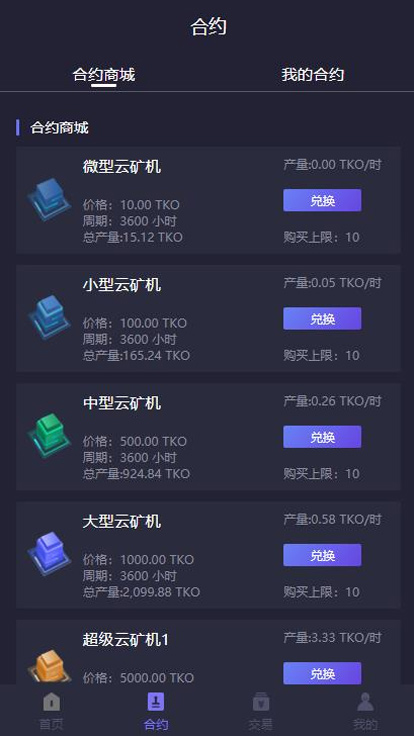 合约
合约商城 我的合约
合约商城
微型云矿机 产量:0.00 TKO/时
兑换
价格：10.00 TKO
周期：3600 小时
总产量:15.12 TKO 购买上限：10
小型云矿机 产量:0.05 TKO/时
兑换
价格：100.00 TKO
周期：3600 小时
总产量:165.24 TKO 购买上限：10
中型云矿机 产量:0.26 TKO/时
兑换
价格：500.00 TKO
周期：3600 小时
总产量:924.84 TKO 购买上限：10
大型云矿机 产量:0.58 TKO/时
兑换
价格：1000.00 TKO
周期：3600 小时
总产量:2,099.88 TKO 购买上限：10
超级云矿机1 产量:3.33 TKO/时
兑换
价格：5000.00 TKO
首页 合约 交易 我的